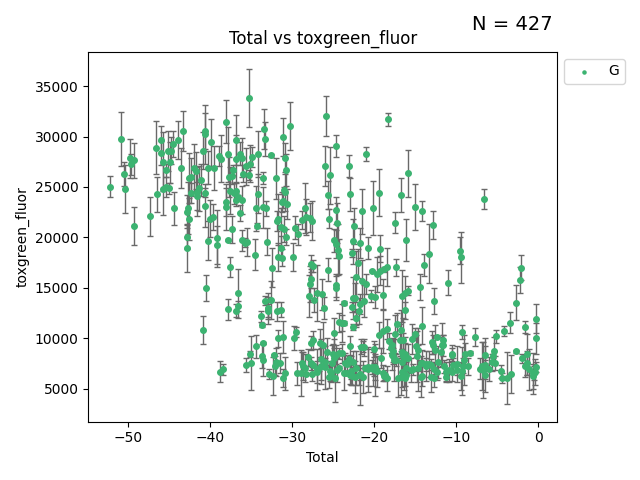 N = 427
Total vs toxgreen_fluor
G
35000
30000
25000
20000
15000
10000
5000
toxgreen_fluor
−50 −40 −30 −20 −10 0
Total